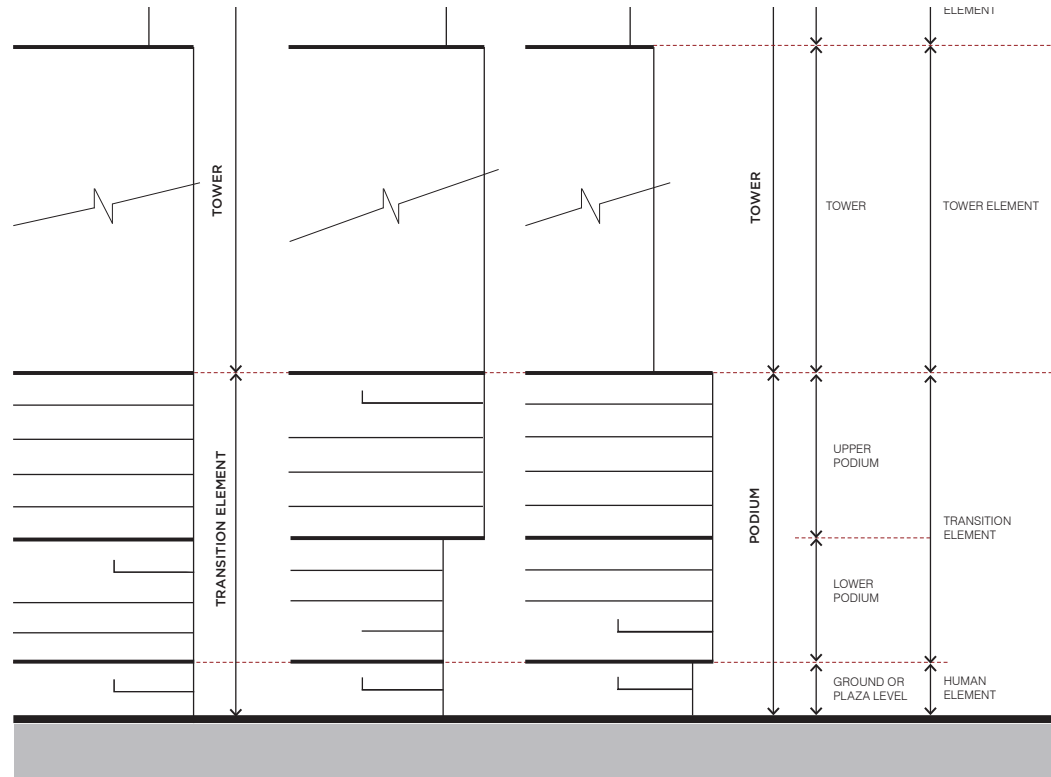 ELEMENT
TOWER
TOWER
TOWER
TOWER ELEMENT
TRANSITION ELEMENT
PODIUM
UPPER
PODIUM
TRANSITION
ELEMENT
LOWER
PODIUM
GROUND OR
PLAZA LEVEL
HUMAN
ELEMENT